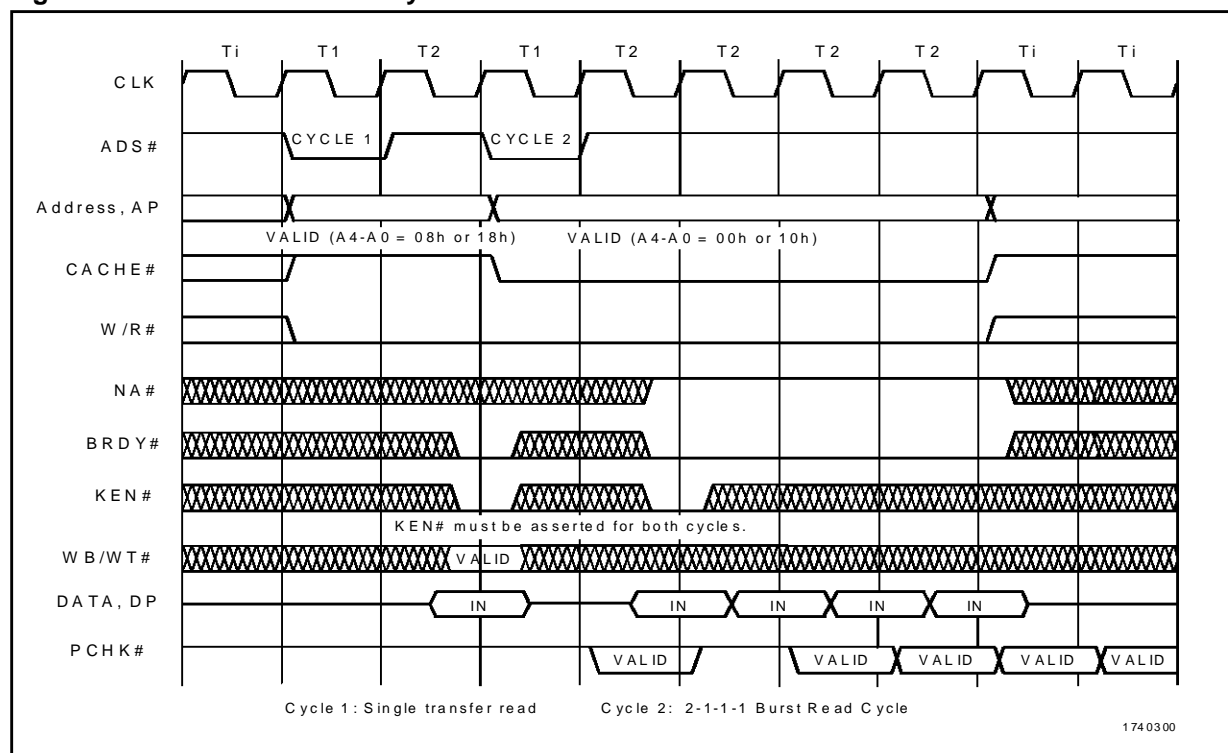 Ti T1 T2 T1 T2 T2 T2 T2 Ti Ti
CLK
ADS# CYCLE 1 CYCLE 2
Address, AP
VALID (A4-A0 = 08h or 18h) VALID (A4-A0 = 00h or 10h)
CACHE#
W/R#
NA#
BRDY#
KEN#
KEN# must be asserted for both cycles.
WB/WT# VALID
DATA, DP IN IN IN IN IN
PCHK# VALID VALID VALID VALID VALID
Cycle 1: Single transfer read Cycle 2: 2-1-1-1 Burst Read Cycle
1740300